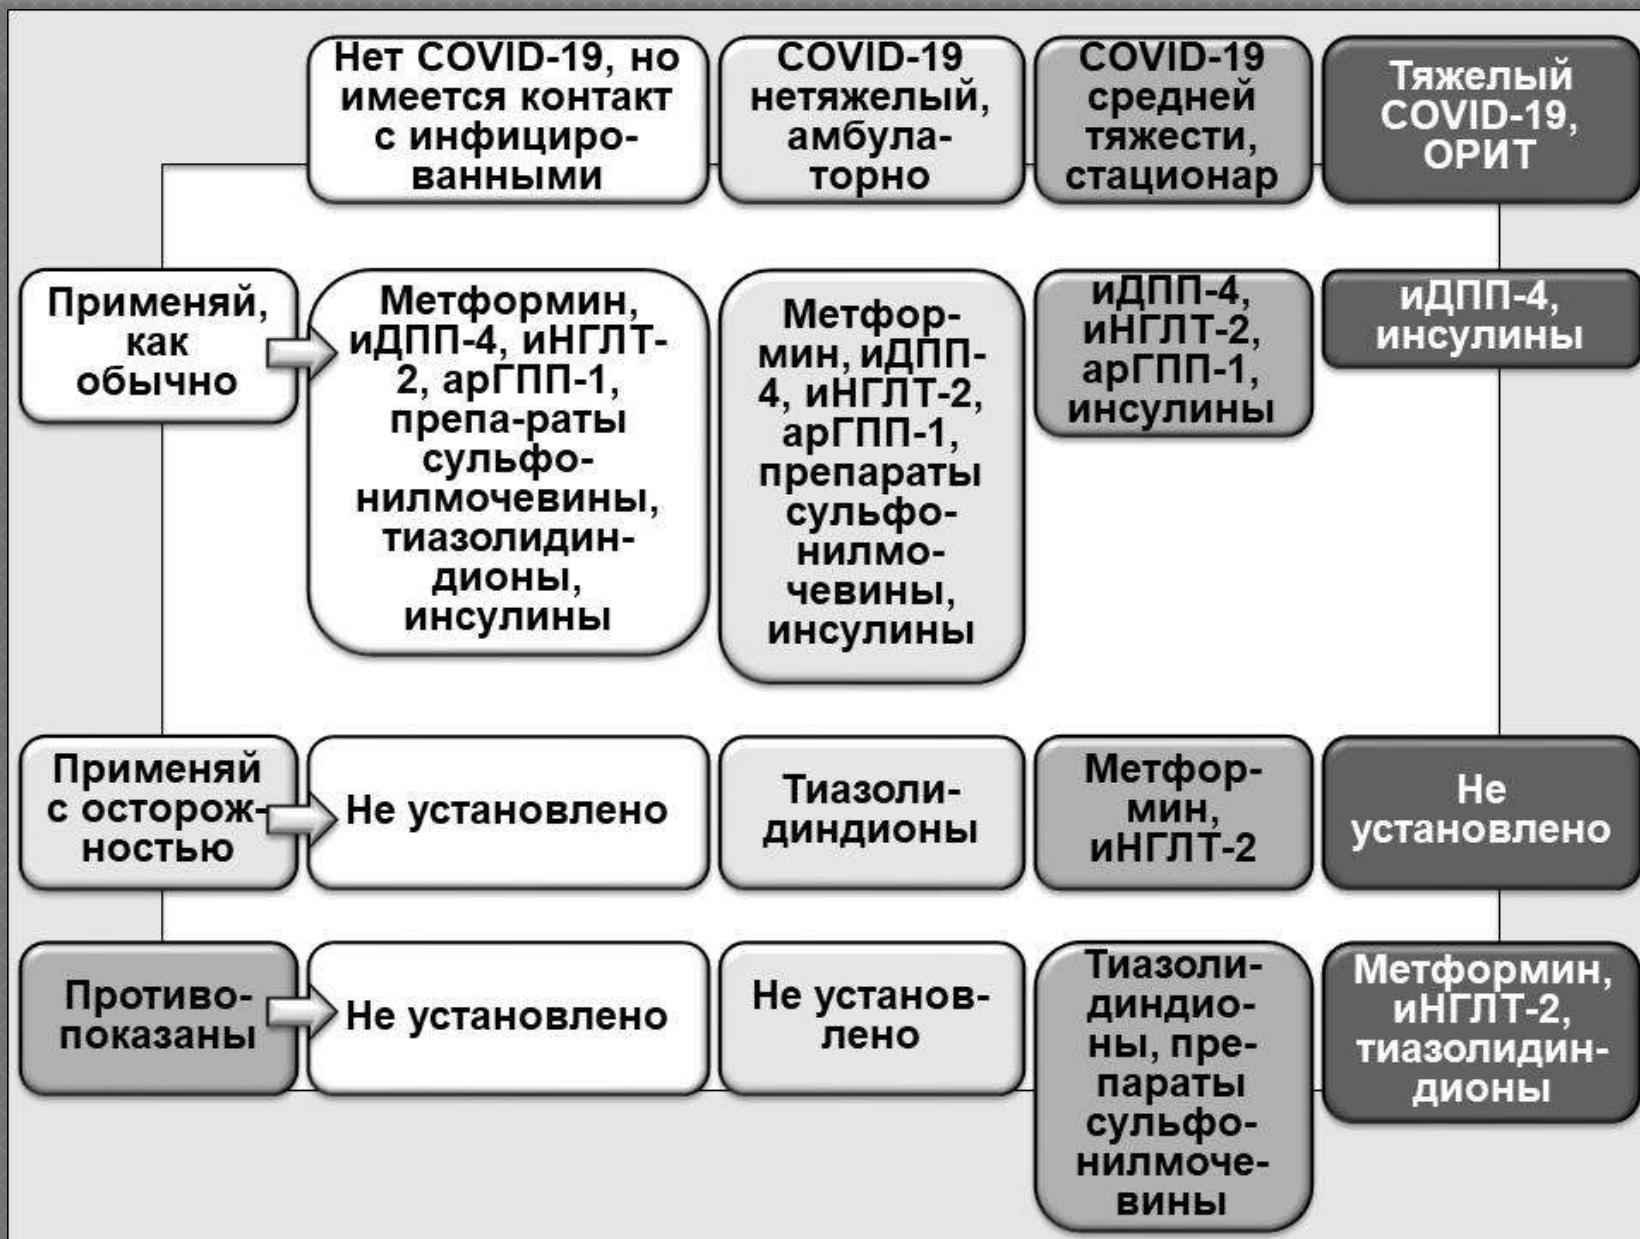 Нет COVID-19, но
имеется контакт
с инфициро-
ванными
COVID-19
нетяжелый,
амбула-
торно
COVID-19
средней
тяжести,
стационар
Тяжелый
COVID-19,
ОРИТ
Применяй,
как
обычно
Метформин,
иДПП-4, иНГЛТ-
2, арГПП-1,
препа-раты
сульфо-
нилмочевины,
тиазолидин-
дионы,
инсулины
Метфор-
мин, иДПП-
4, иНГЛТ-2,
арГПП-1,
препараты
сульфо-
нилмо-
чевины,
инсулины
иДПП-4,
иНГЛТ-2,
арГПП-1,
инсулины
иДПП-4,
инсулины
Применяй
с осторож-
ностью
Не установлено
Тиазоли-
диндионы
Метфор-
мин,
иНГЛТ-2
Не
установлено
Противо-
показаны
Не установлено
Не установ-
лено
Тиазоли-
диндио-
ны, пре-
параты
сульфо-
нилмоче-
вины
Метформин,
иНГЛТ-2,
тиазолидин-
дионы